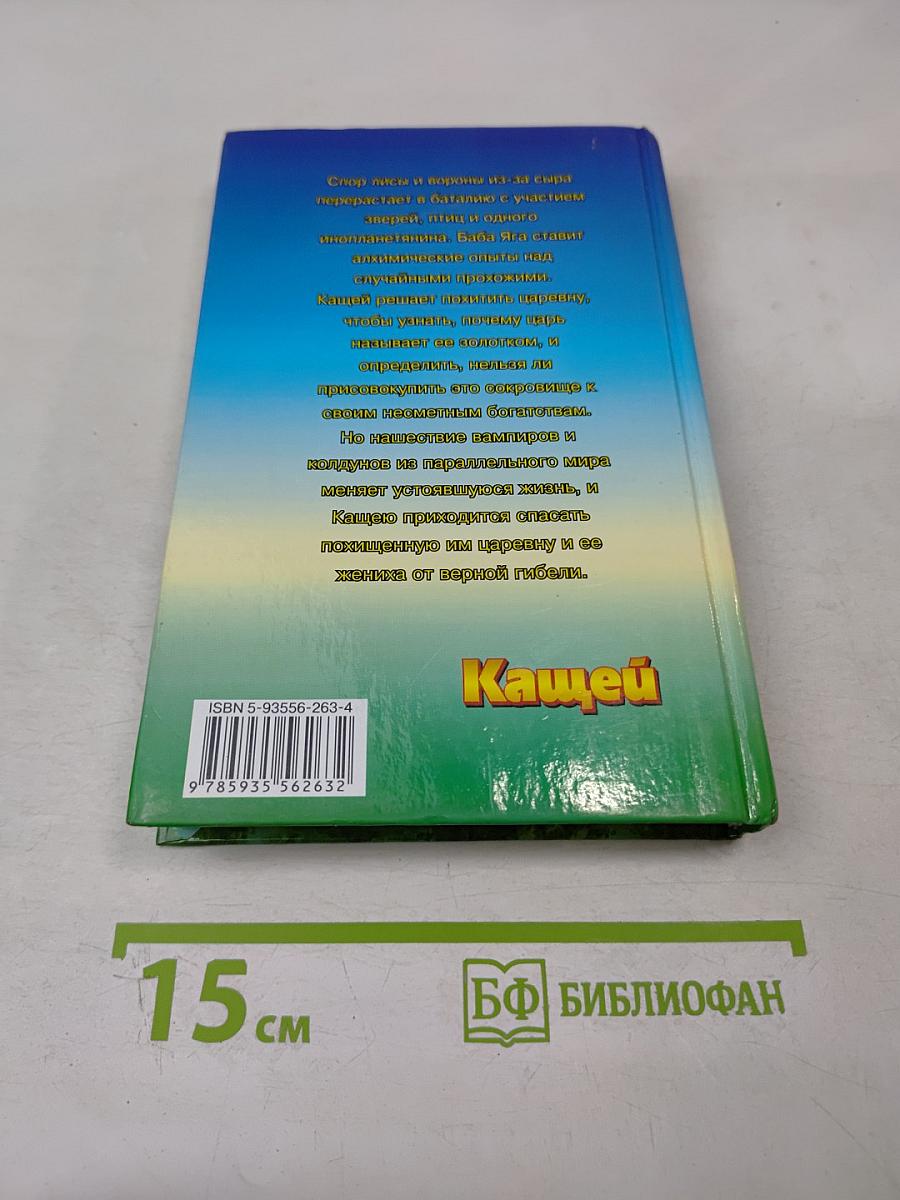 Спор лисы и вороны из-за сыра
перерастает в баталию с участием
зверей, птиц и одного
инопланетянина. Баба Яга ставит
алхимические опыты над
случайными прохожими.
Кащей решает похитить царевну,
чтобы узнать, почему царь
называет ее золотком, и
определить, нельзя ли
присовокупить это сокровище к
своим несметным богатствам.
Но нашествие вампиров и
колдунов из параллельного мира
меняет устоявшуюся жизнь, и
Кащею приходится спасать
похищенную им царевну и ее
жениха от верной гибели.
Кащей
ISBN 5-93556-263-4
9 785935 562632
15 см
БФ БИБЛИОФАН